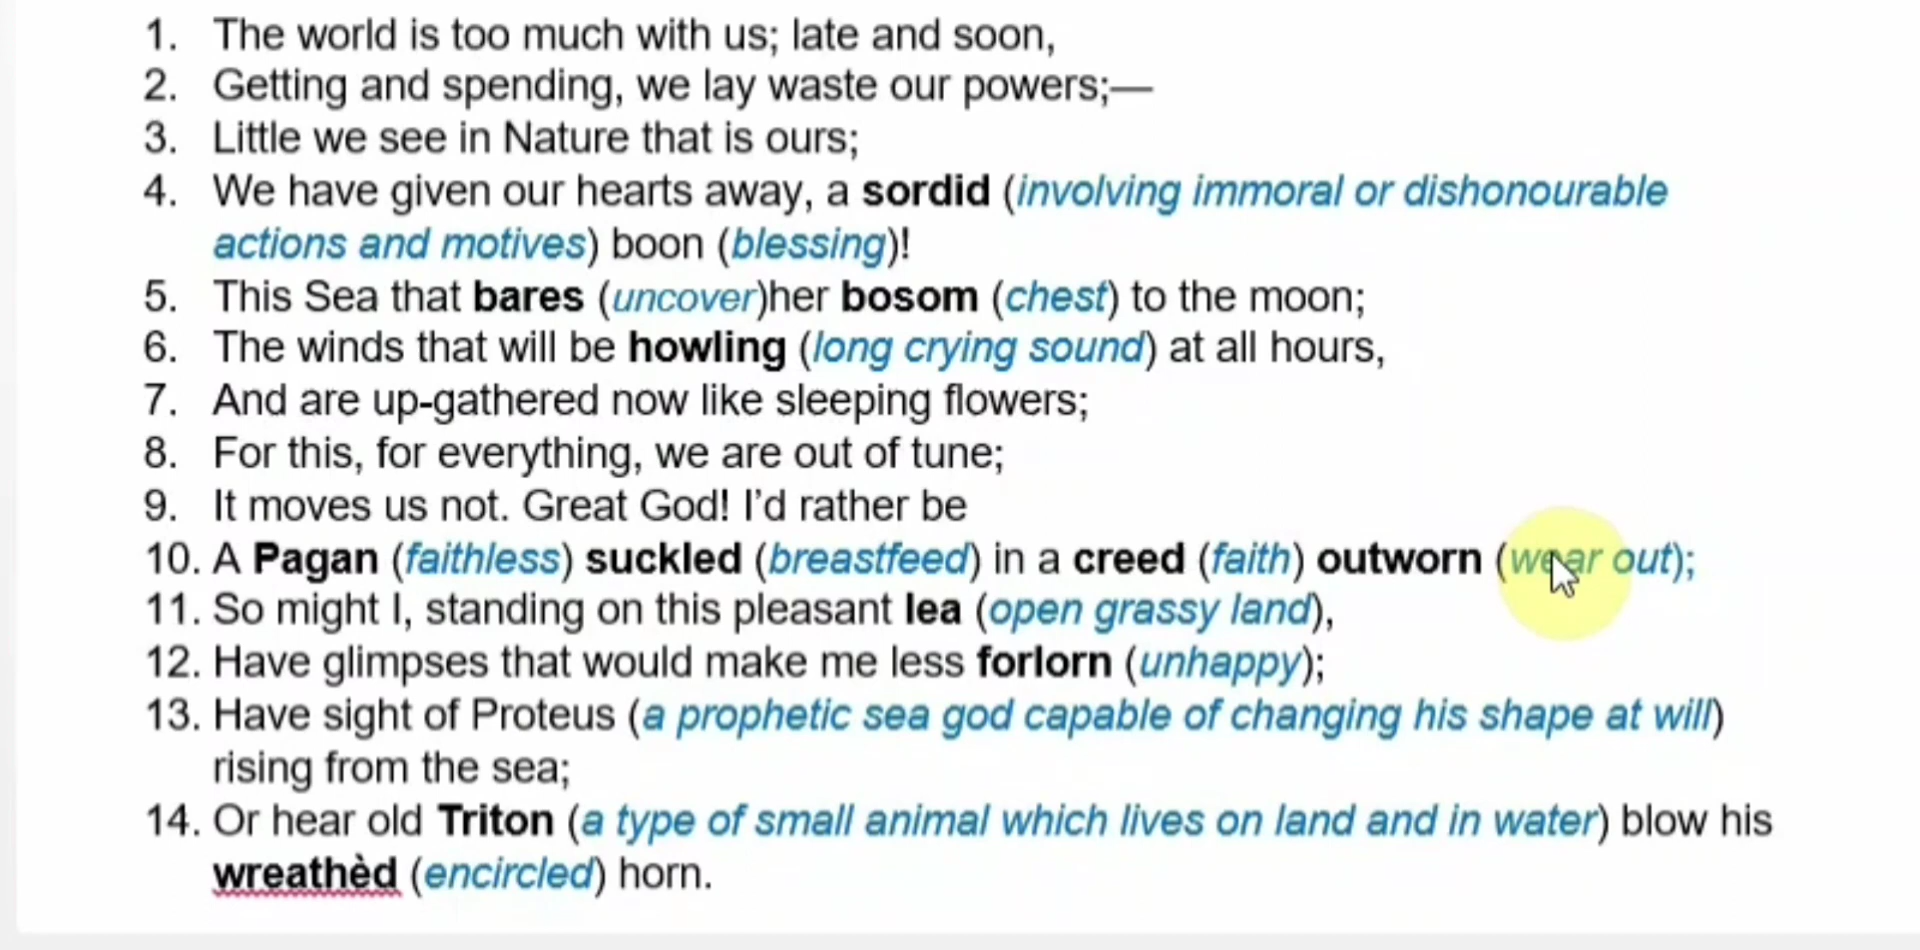 1. The world is too much with us; late and soon,
2. Getting and spending, we lay waste our powers;—
3. Little we see in Nature that is ours;
4. We have given our hearts away, a sordid (involving immoral or dishonourable
actions and motives) boon (blessing)!
5. This Sea that bares (uncover)her bosom (chest) to the moon;
6. The winds that will be howling (long crying sound) at all hours,
7. And are up-gathered now like sleeping flowers;
8. For this, for everything, we are out of tune;
9. It moves us not. Great God! I’d rather be
10. A Pagan (faithless) suckled (breastfeed) in a creed (faith) outworn (wear out);
11. So might I, standing on this pleasant lea (open grassy land),
12. Have glimpses that would make me less forlorn (unhappy);
13. Have sight of Proteus (a prophetic sea god capable of changing his shape at will)
rising from the sea;
14. Or hear old Triton (a type of small animal which lives on land and in water) blow his
wreathèd (encircled) horn.